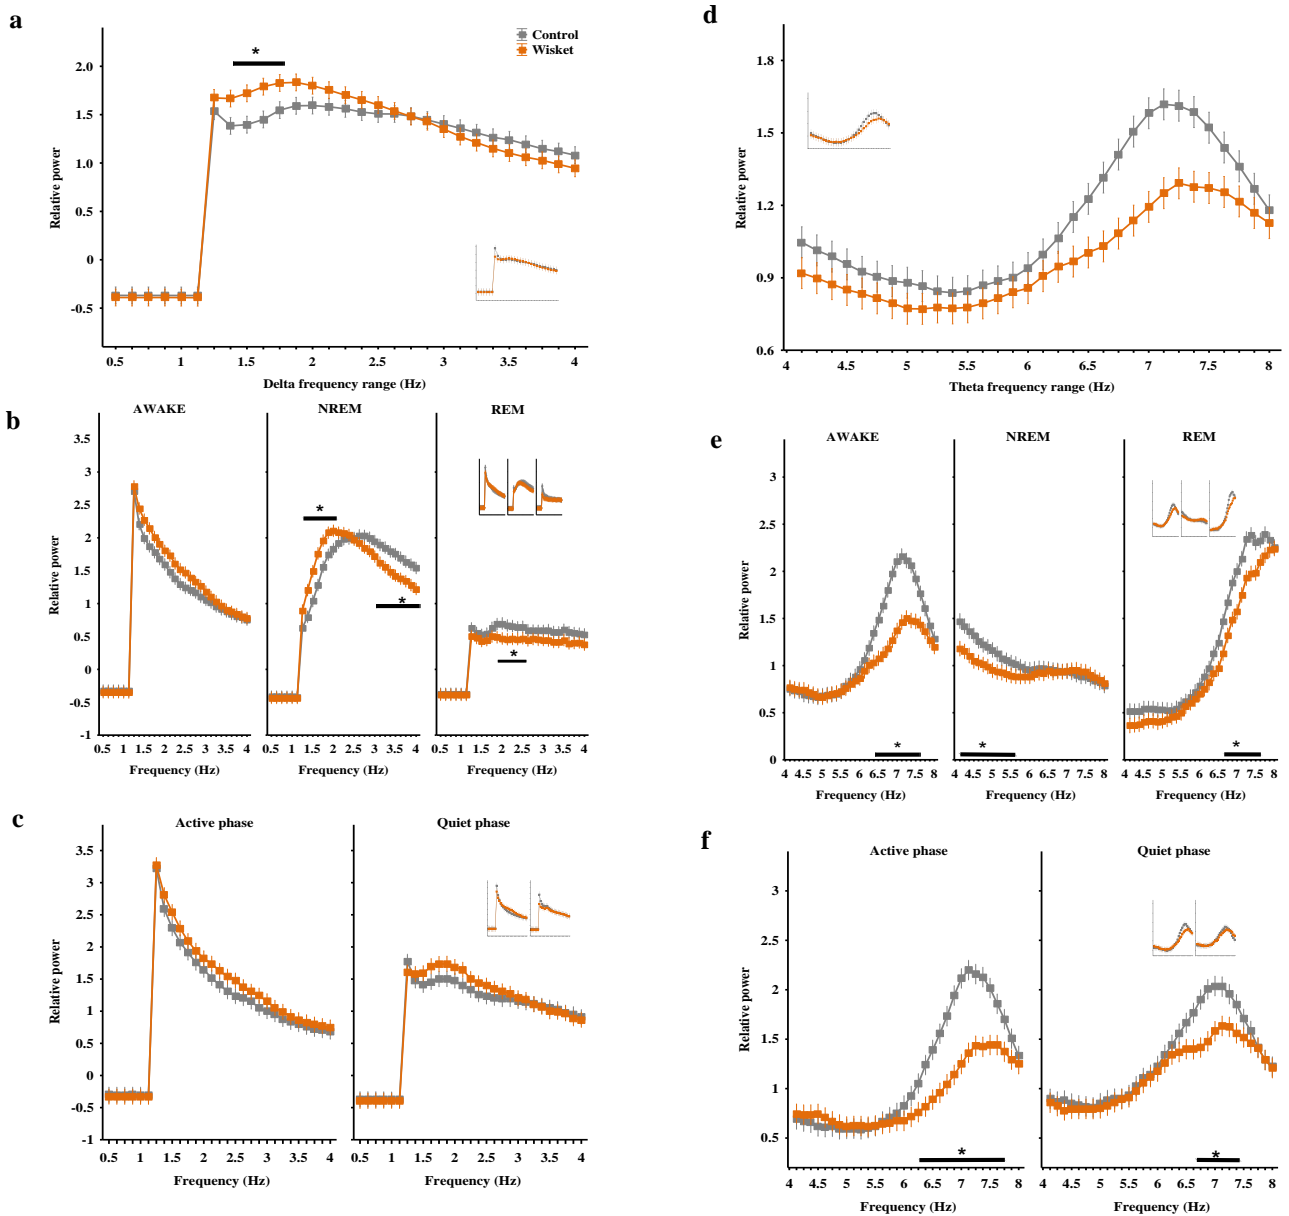 a
Control
Wisket
*
2.0
1.5
1.0
0.5
0
-0.5
Relative power
0.5 1 1.5 2 2.5 3 3.5 4
Delta frequency range (Hz)
b
AWAKE NREM REM
3.5
3
2.5
2
1.5
1
0.5
0
-0.5
-1
Relative power
*
*
*
0.5 1 1.5 2 2.5 3 3.5 4
0.5 1 1.5 2 2.5 3 3.5 4
0.5 1 1.5 2 2.5 3 3.5 4
Frequency (Hz) Frequency (Hz) Frequency (Hz)
c
Active phase Quiet phase
3.5
3
2.5
2
1.5
1
0.5
0
-0.5
-1
Relative power
0.5 1 1.5 2 2.5 3 3.5 4
0.5 1 1.5 2 2.5 3 3.5 4
Frequency (Hz) Frequency (Hz)
d
1.8
1.5
1.2
0.9
0.6
Relative power
4 4.5 5 5.5 6 6.5 7 7.5 8
Theta frequency range (Hz)
e
AWAKE NREM REM
3
2.5
2
1.5
1
0.5
0
Relative power
*
*
*
4 4.5 5 5.5 6 6.5 7 7.5 8
4 4.5 5 5.5 6 6.5 7 7.5 8
4 4.5 5 5.5 6 6.5 7 7.5 8
Frequency (Hz) Frequency (Hz) Frequency (Hz)
f
Active phase Quiet phase
3
2.5
2
1.5
1
0.5
Relative power
*
*
4 4.5 5 5.5 6 6.5 7 7.5 8
4 4.5 5 5.5 6 6.5 7 7.5 8
Frequency (Hz) Frequency (Hz)